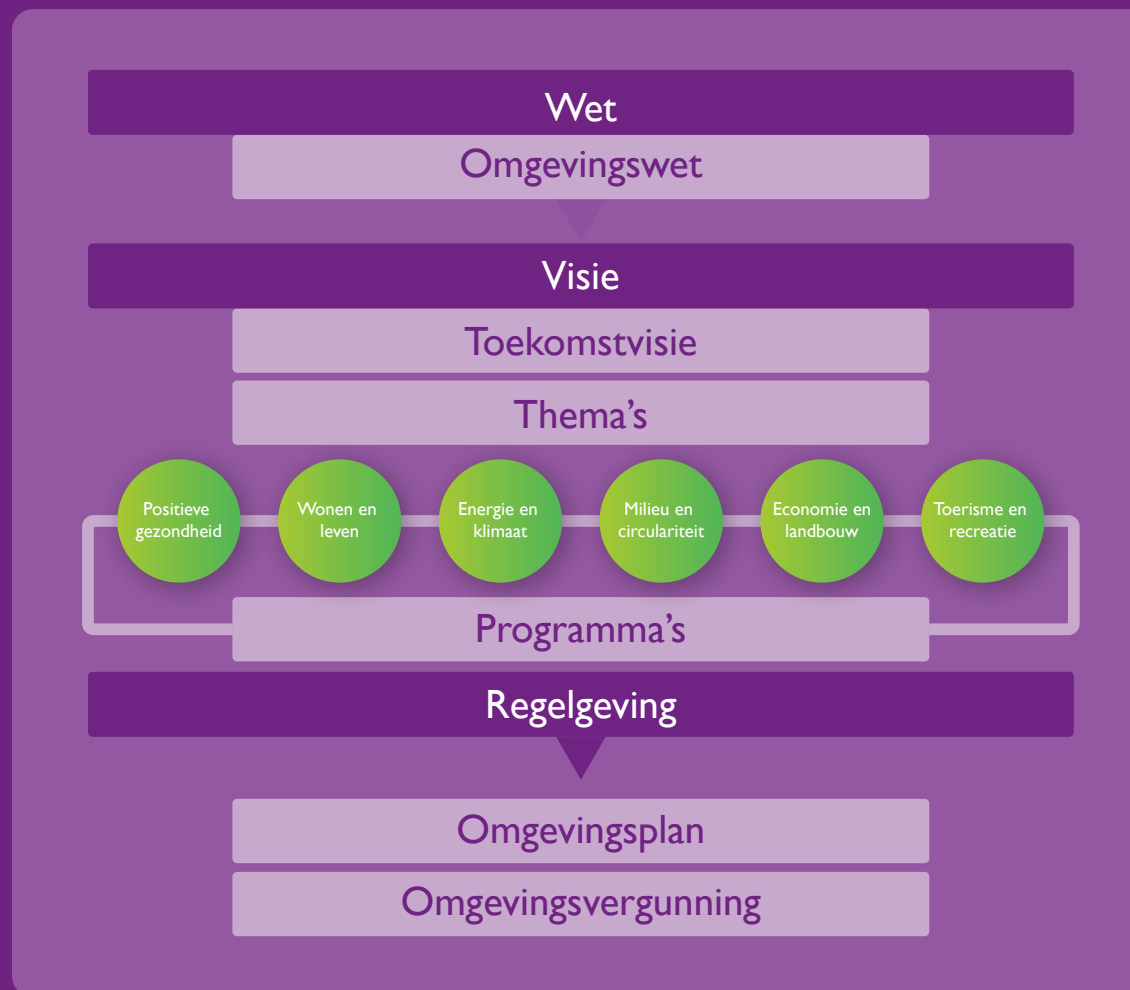 Wet
Omgevingswet
Visie
Toekomstvisie
Thema’s
Positieve
gezondheid
Wonen en
leven
Energie en
klimaat
Milieu en
circulariteit
Economie en
landbouw
Toerisme en
recreatie
Programma’s
Regelgeving
Omgevingsplan
Omgevingsvergunning